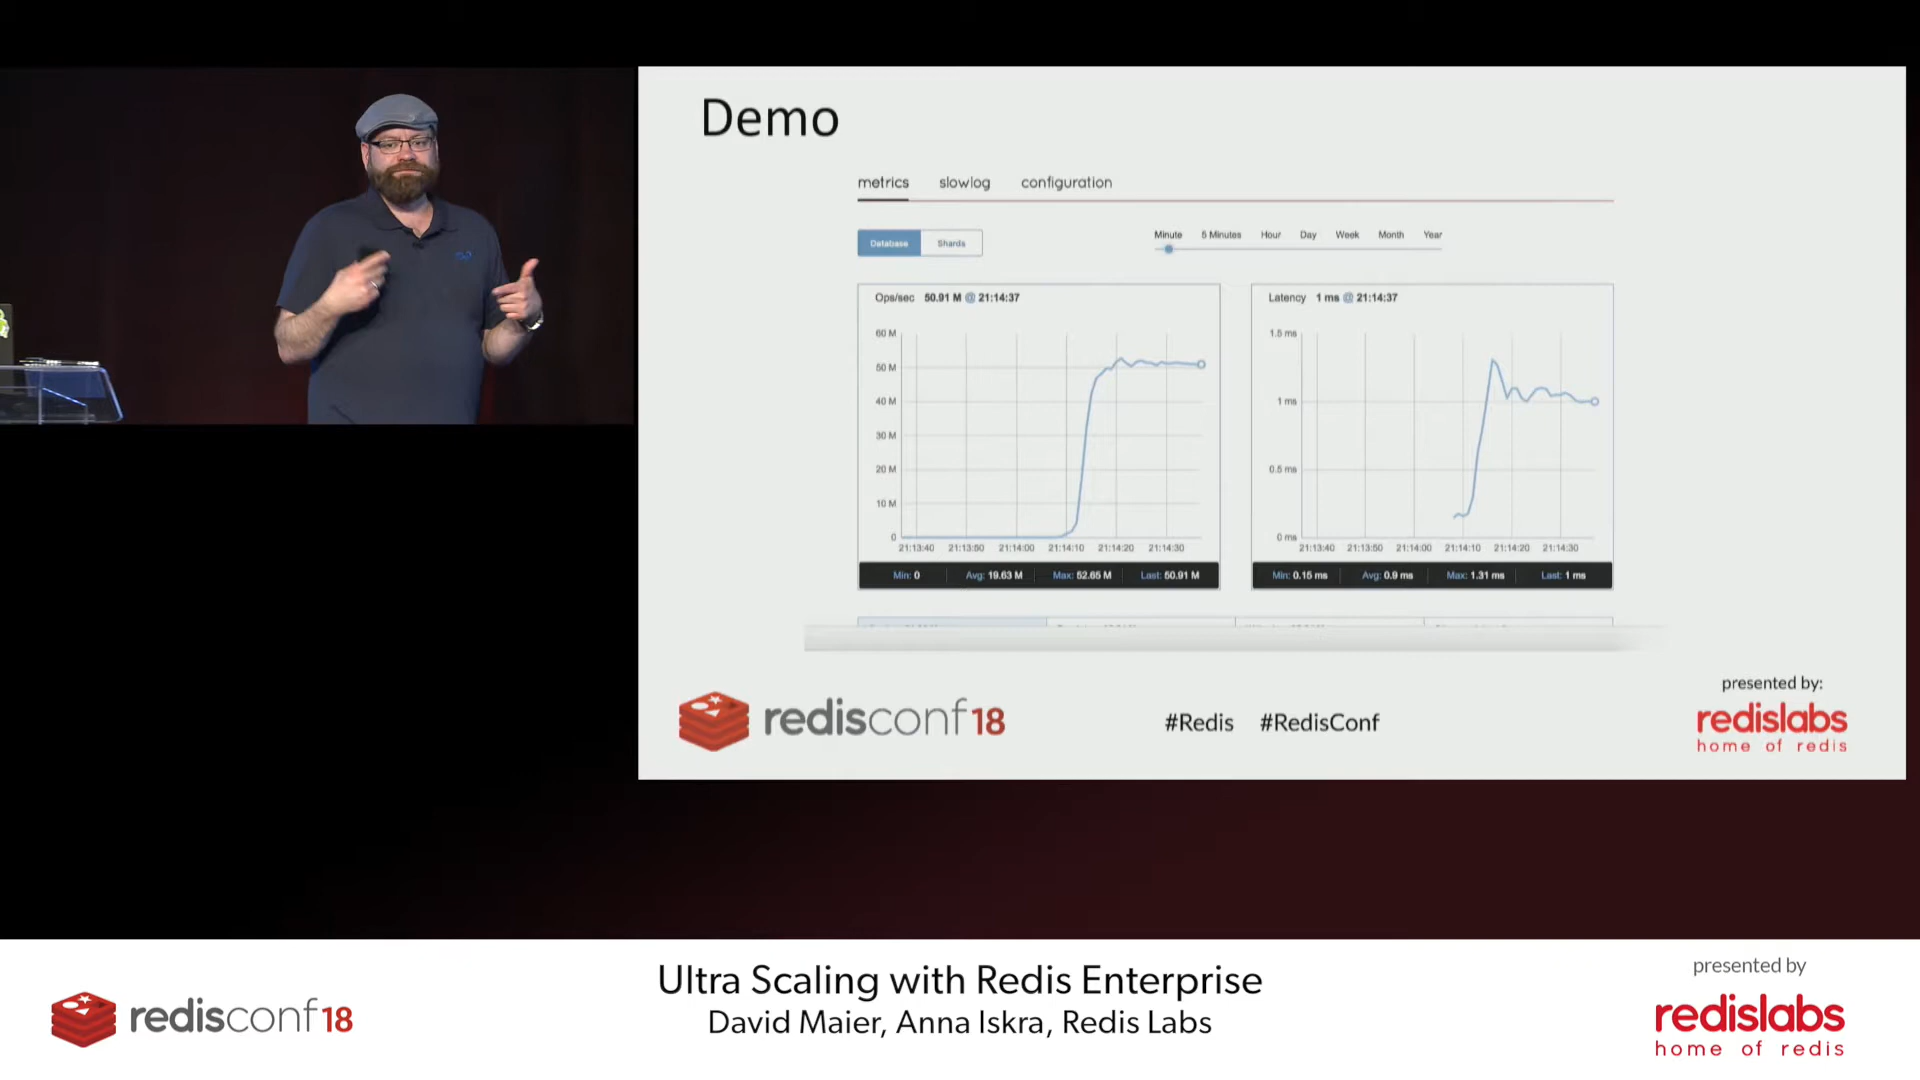 Demo
metrics slowlog configuration
Database Shards
Minute 5 Minutes Hour Day Week Month Year
Ops/sec 50.91 M @ 21:14:37
60 M
50 M
40 M
30 M
20 M
10 M
0
21:13:40 21:13:50 21:14:00 21:14:10 21:14:20 21:14:30
Min: 0 Avg: 19.63 M Max: 52.65 M Last: 50.91 M
Latency 1 ms @ 21:14:37
1.5 ms
1 ms
0.5 ms
0 ms
21:13:40 21:13:50 21:14:00 21:14:10 21:14:20 21:14:30
Min: 0.15 ms Avg: 0.9 ms Max: 1.31 ms Last: 1 ms
redisconf18
#Redis #RedisConf
presented by:
redislabs
home of redis
redisconf18
Ultra Scaling with Redis Enterprise
David Maier, Anna Iskra, Redis Labs
presented by
redislabs
home of redis